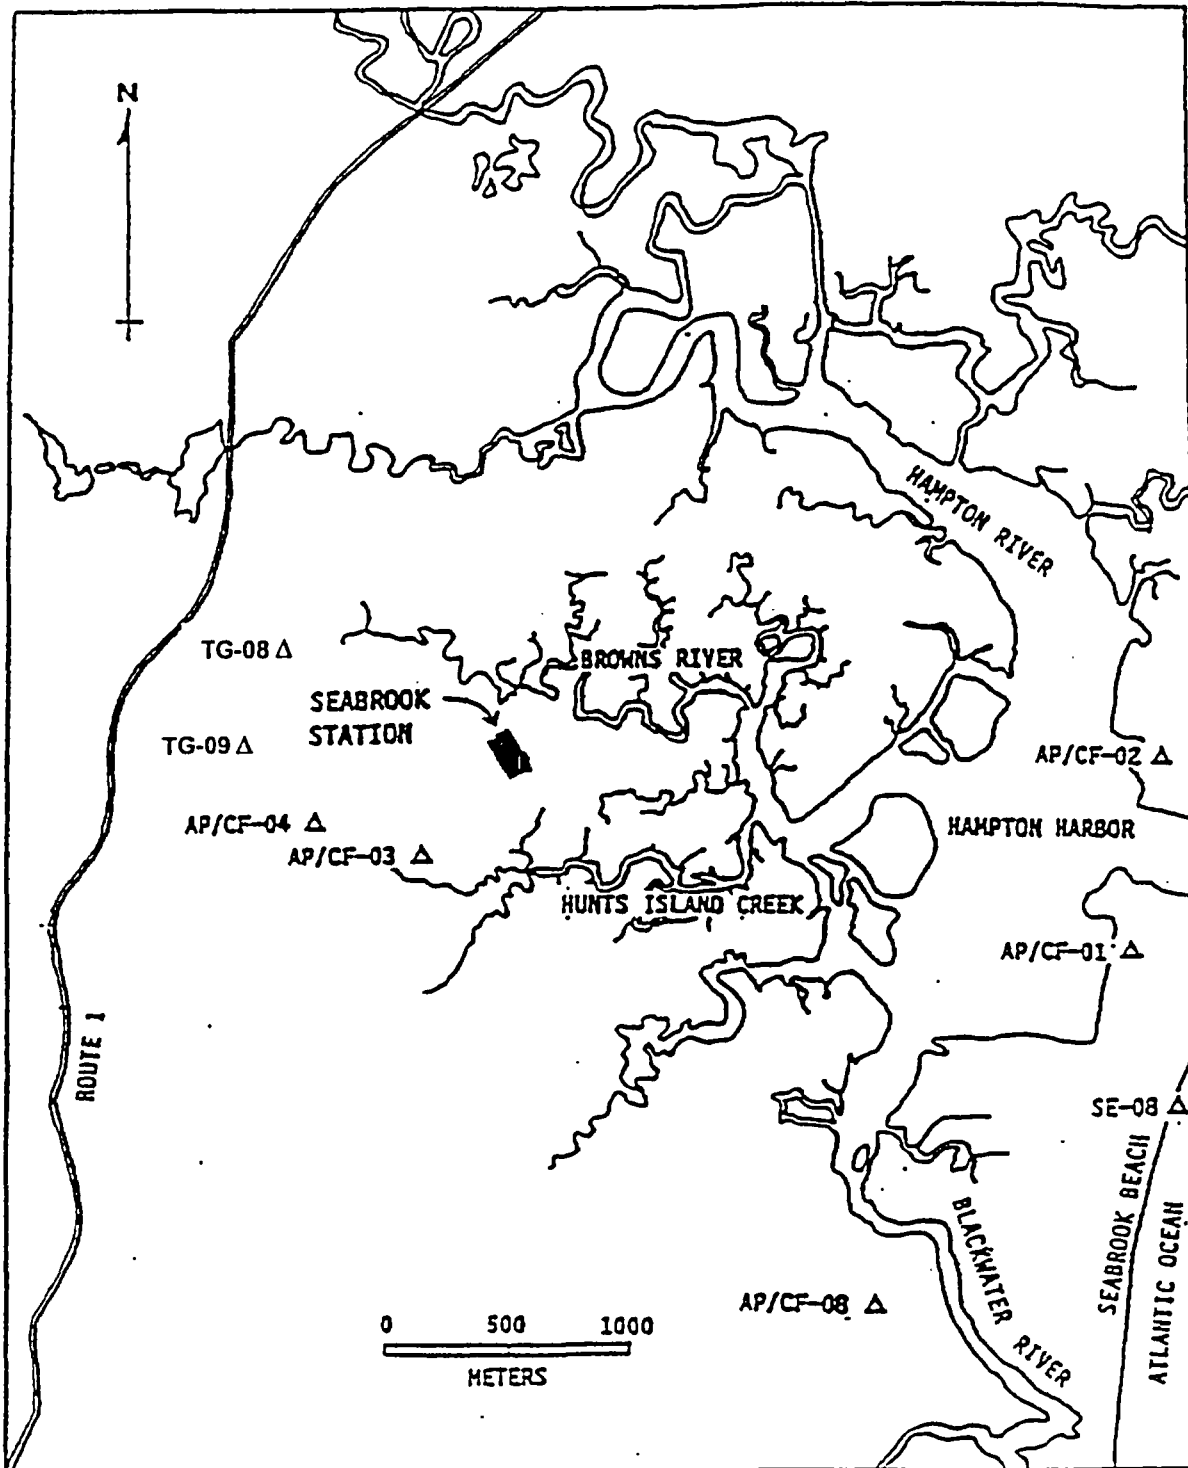 N
HAMPTON RIVER
TG-08
BROWNS RIVER
SEABROOK
STATION
TG-09
AP/CF-02
AP/CF-04
HAMPTON HARBOR
AP/CF-03
HUNTS ISLAND CREEK
AP/CF-01
ROUTE 1
SE-08
SEABROOK BEACH
ATLANTIC OCEAN
BLACKWATER RIVER
AP/CF-08
0 500 1000
METERS